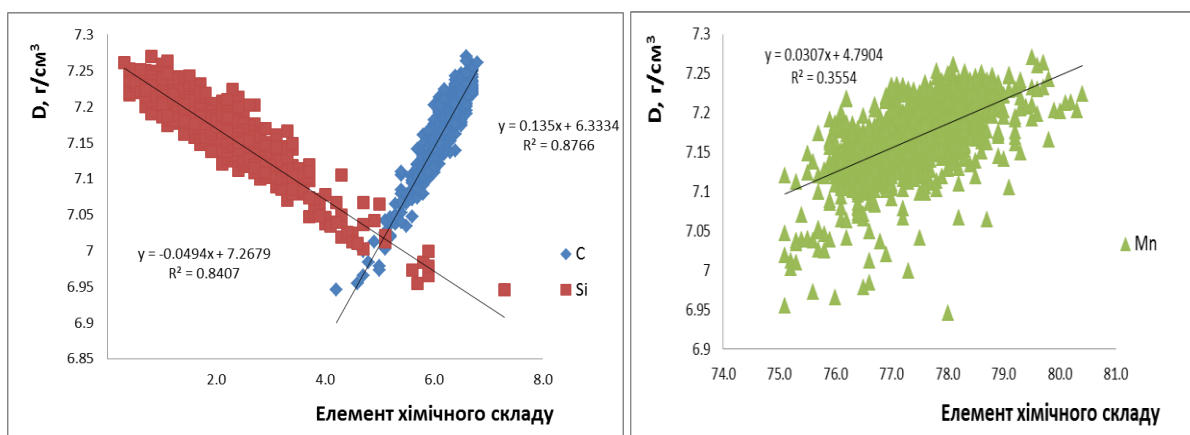 D, г/см³
7.3
7.25
7.2
7.15
7.1
7.05
7
6.95
6.9
6.85
2.0 4.0 6.0 8.0
y = 0.135x + 6.3334
R² = 0.8766
y = -0.0494x + 7.2679
R² = 0.8407
C
Si
Елемент хімічного складу
D, г/см³
7.3
7.25
7.2
7.15
7.1
7.05
7
6.95
6.9
74.0 75.0 76.0 77.0 78.0 79.0 80.0 81.0
y = 0.0307x + 4.7904
R² = 0.3554
Mn
Елемент хімічного складу